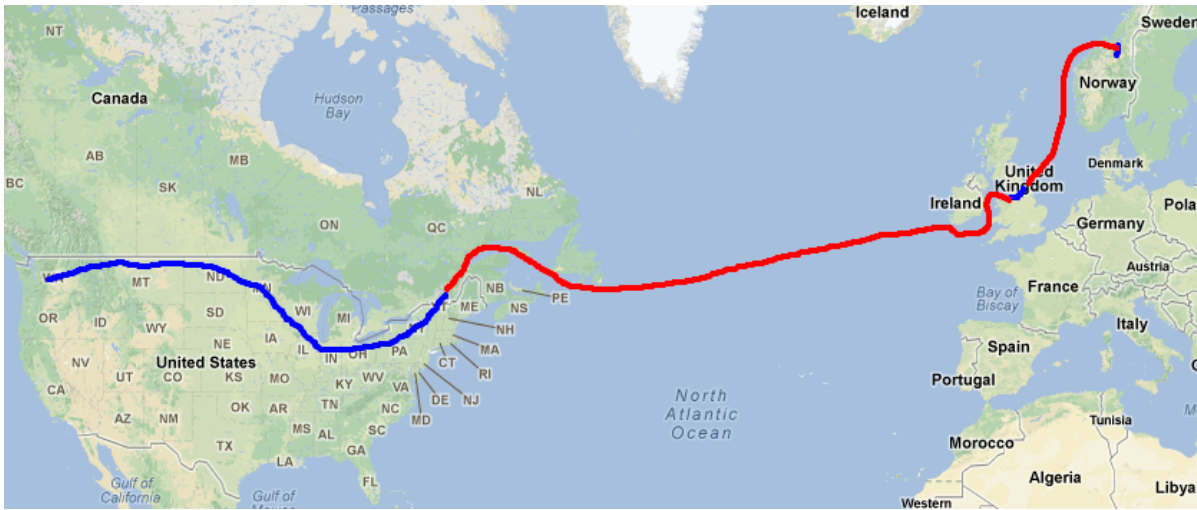 Passages
Iceland
Sweden
NT
Norway
Canada
Hudson
Bay
AB
MB
SK
BC
Denmark
United
Kingdom
NL
Ireland
Pola
ON
QC
Germany
Austria
MT
ND
NB
PE
ME
France
Bay of
Biscay
OR
ID
SD
WI
MI
NS
WY
NH
Italy
NE
IA
IL
IN
OH
PA
MA
Spain
United States
NV
UT
CO
KS
MO
WV
CT
RI
Portugal
CA
KY
VA
DE
NJ
North
Atlantic
Ocean
OK
AR
TN
NC
MD
AZ
NM
MS
AL
SC
Tunisia
TX
GA
Morocco
LA
FL
Algeria
Gulf of
California
Gulf of
Libya
Western